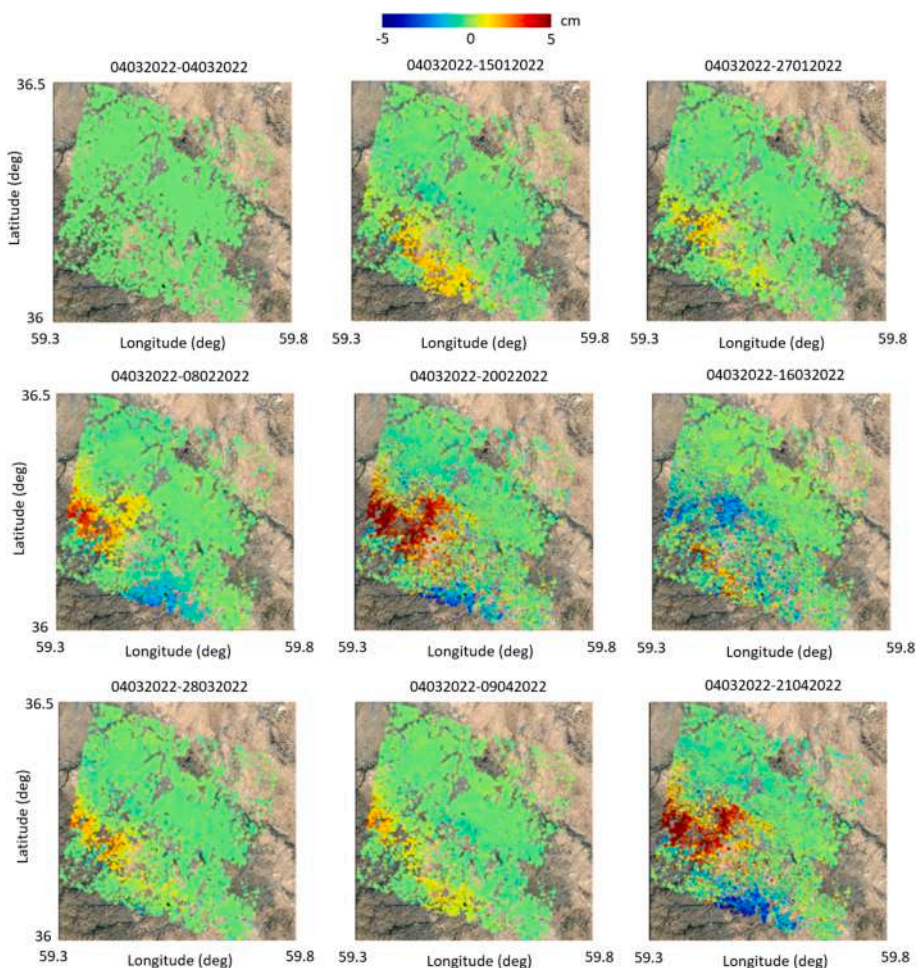 cm
-5 0 5
04032022-04032022 04032022-15012022 04032022-27012022
36.5
Latitude (deg)
36
59.3 59.8 59.3 59.8 59.3 59.8
Longitude (deg) Longitude (deg) Longitude (deg)
04032022-08022022 04032022-20022022 04032022-16032022
36.5
Latitude (deg)
36
59.3 59.8 59.3 59.8 59.3 59.8
Longitude (deg) Longitude (deg) Longitude (deg)
04032022-28032022 04032022-09042022 04032022-21042022
36.5
Latitude (deg)
36
59.3 59.8 59.3 59.8 59.3 59.8
Longitude (deg) Longitude (deg) Longitude (deg)